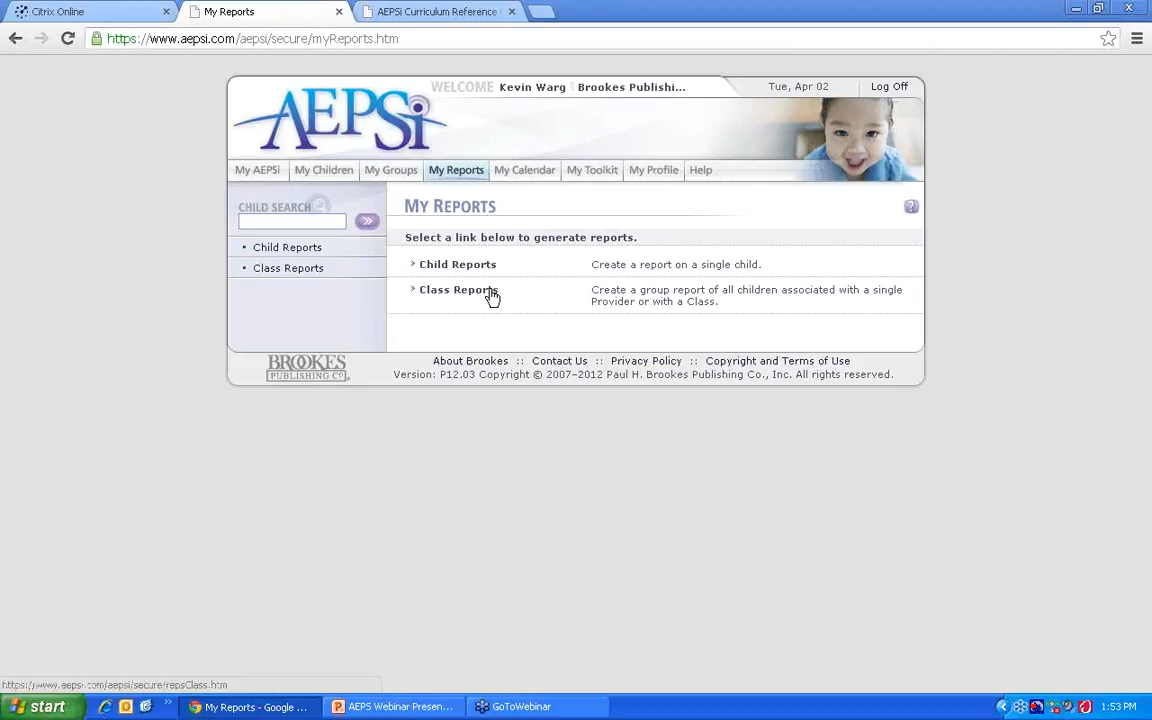 Citrix Online
My Reports
AEPSi Curriculum Reference
https://www.aepsi.com/aepsi/secure/myReports.htm
WELCOME Kevin Warg Brookes Publishi...
Tue, Apr 02
Log Off
AEPSi
My AEPSi
My Children
My Groups
My Reports
My Calendar
My Toolkit
My Profile
Help
CHILD SEARCH
• Child Reports
• Class Reports
MY REPORTS
?
Select a link below to generate reports.
› Child Reports
Create a report on a single child.
› Class Reports
Create a group report of all children associated with a single
Provider or with a Class.
BROOKES
PUBLISHING CO
About Brookes :: Contact Us :: Privacy Policy :: Copyright and Terms of Use
Version: P12.03 Copyright © 2007-2012 Paul H. Brookes Publishing Co., Inc. All rights reserved.
https://www.aepsi.com/aepsi/secure/repsClass.htm
start
My Reports - Google ...
AEPS Webinar Presen...
GoToWebinar
1:53 PM